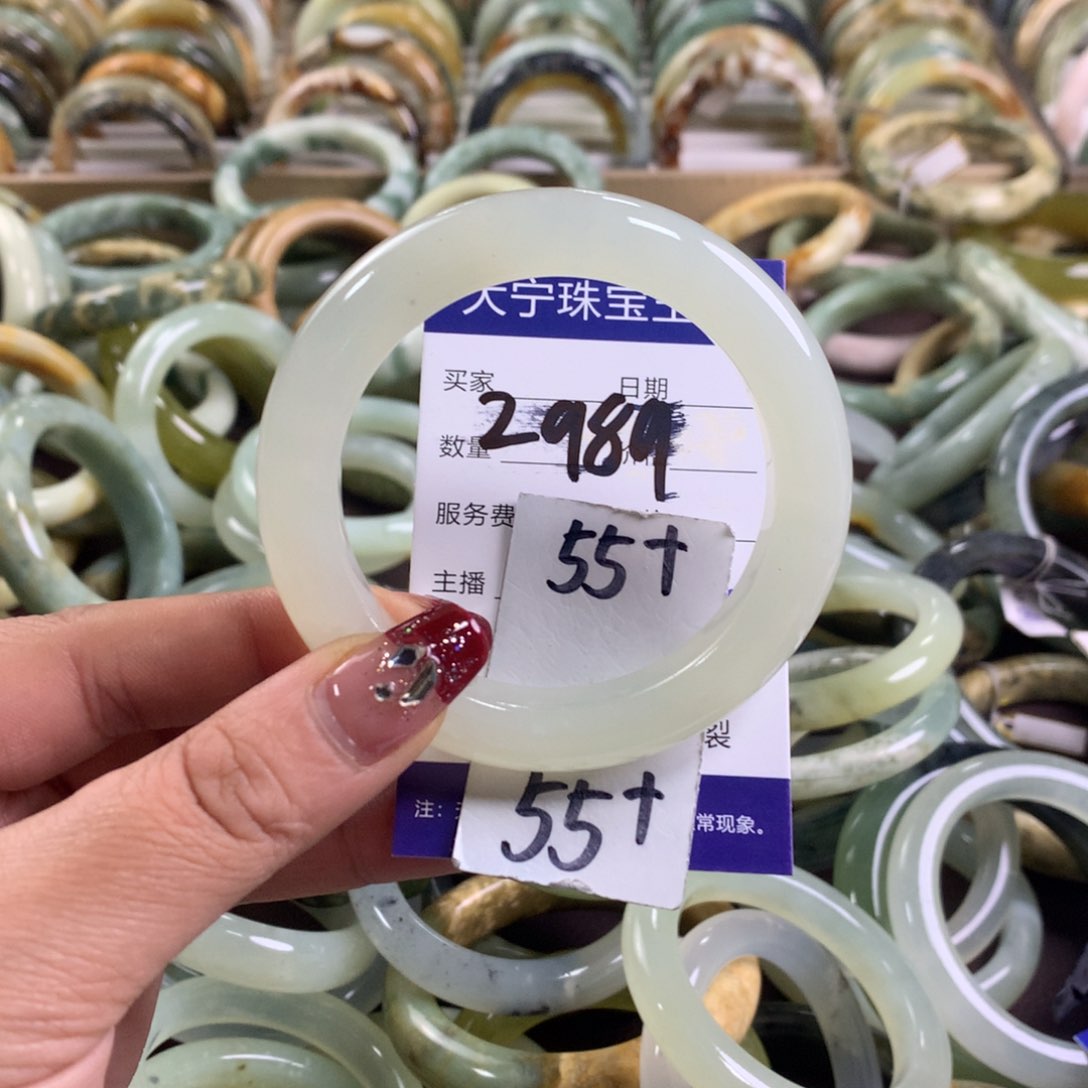 大宁珠宝
买家 日期
2989
数量
服务费
55+
主播
裂
55+
注: 常现象。